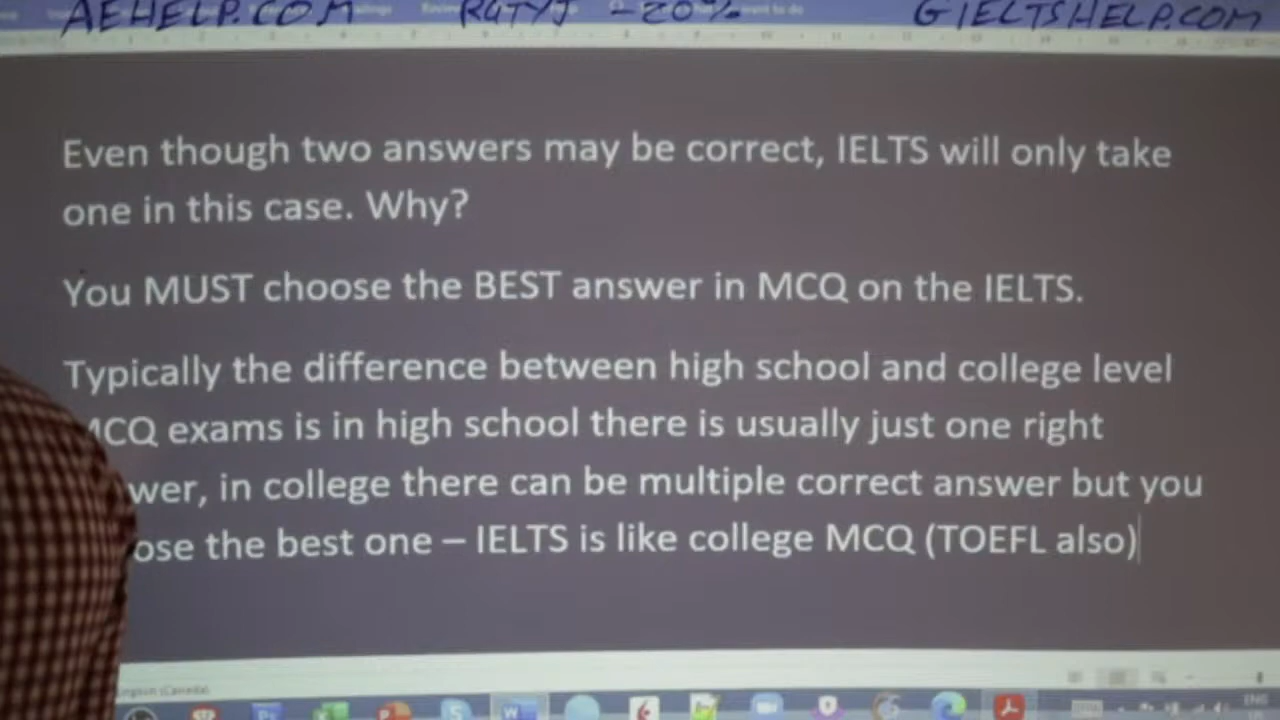 AEHELP.COM R4TYJ -20% GIELTSHELP.COM
Even though two answers may be correct, IELTS will only take
one in this case. Why?
You MUST choose the BEST answer in MCQ on the IELTS.
Typically the difference between high school and college level
MCQ exams is in high school there is usually just one right
wer, in college there can be multiple correct answer but you
ose the best one – IELTS is like college MCQ (TOEFL also)